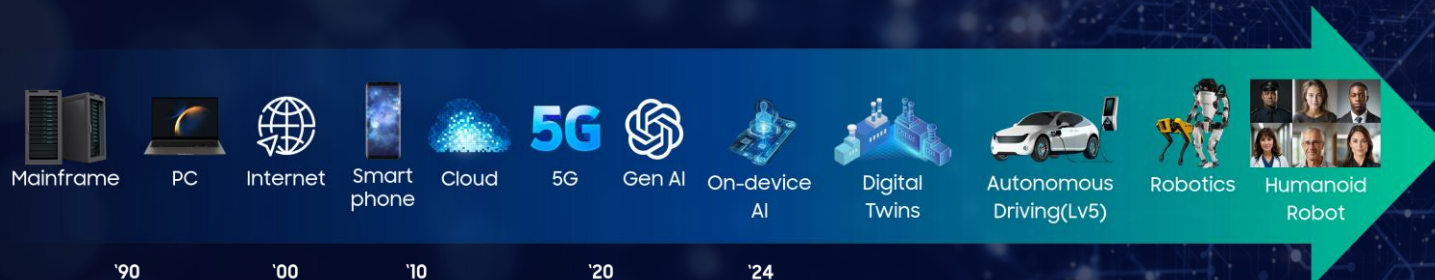 5G
Mainframe
PC
Internet
Smart
phone
Cloud
5G
Gen AI
On-device
AI
Digital
Twins
Autonomous
Driving(Lv5)
Robotics
Humanoid
Robot
'90
'00
'10
'20
'24